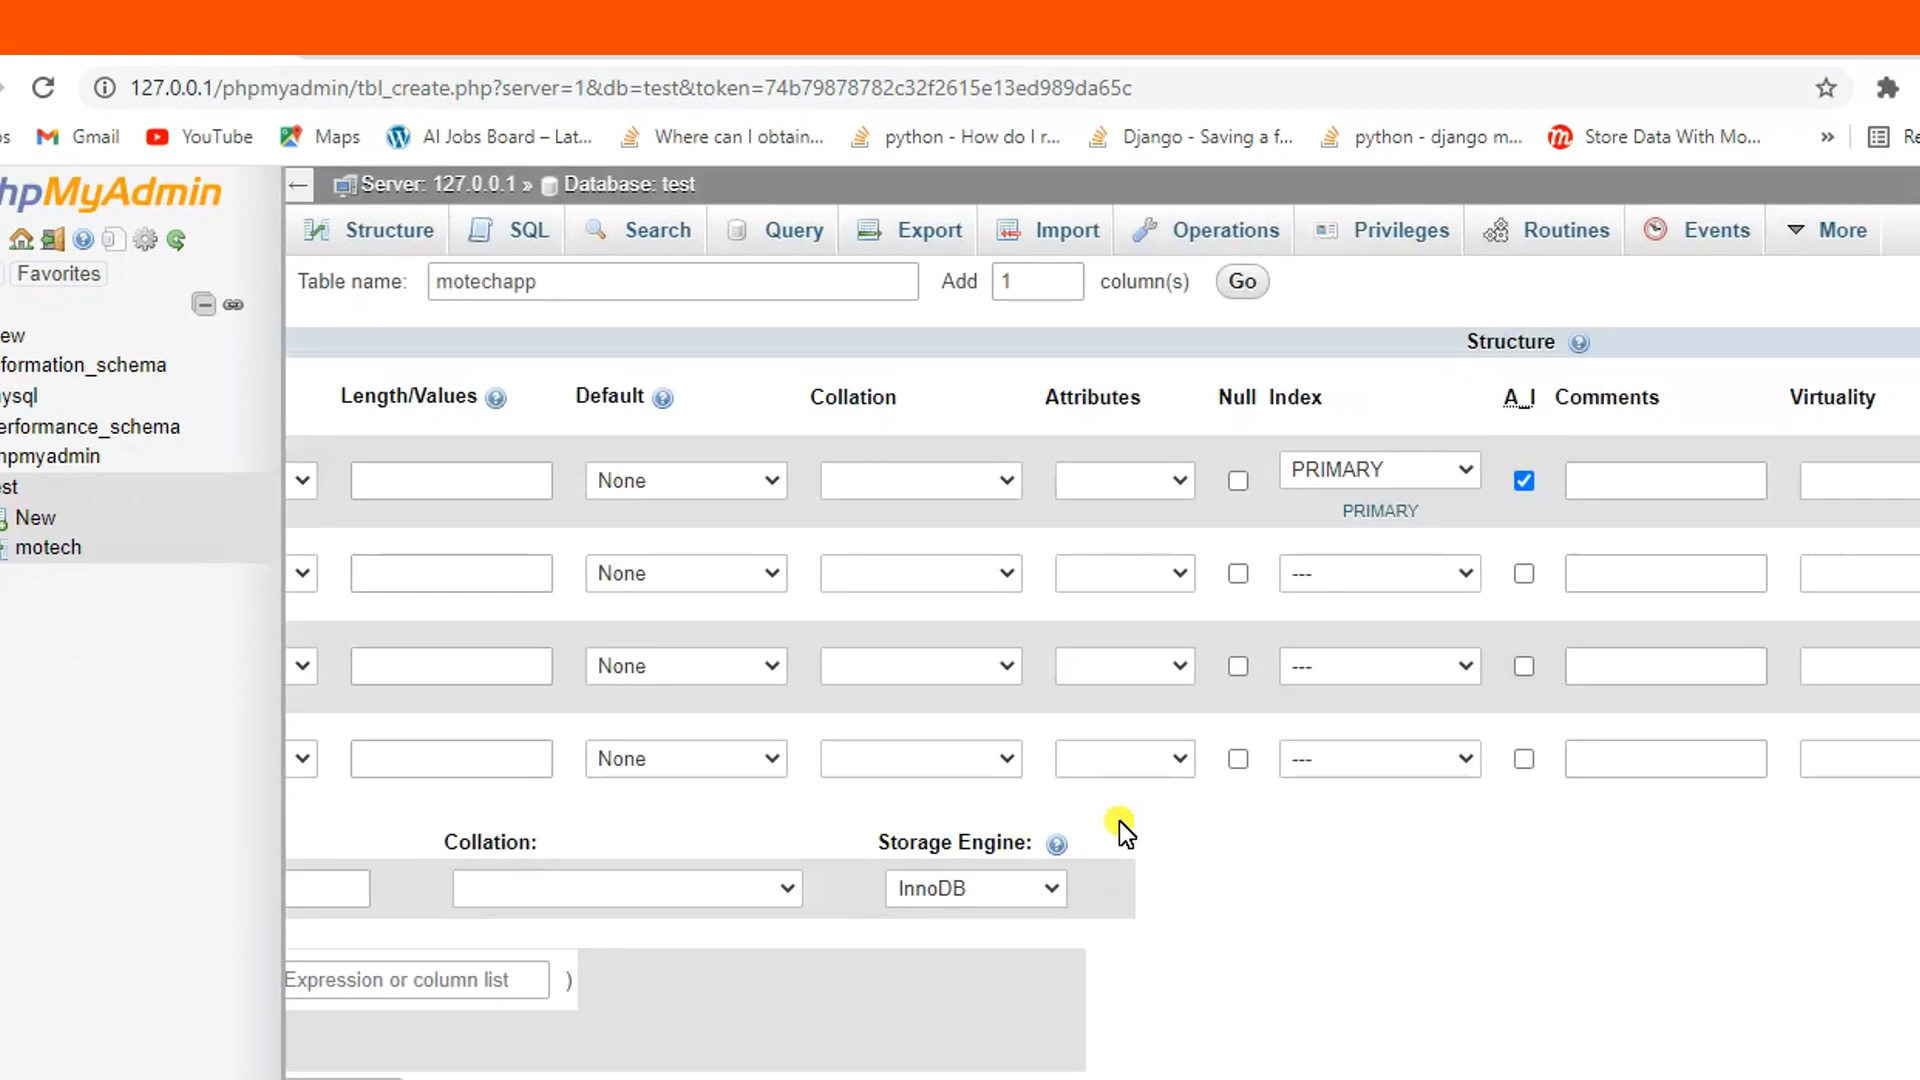 127.0.0.1/phpmyadmin/tbl_create.php?server=1&db=test&token=74b79878782c32f2615e13ed989da65c
Gmail YouTube Maps AI Jobs Board – Lat... Where can I obtain... python - How do I r... Django - Saving a f... python - django m... Store Data With Mo... » Re
hpMyAdmin
Server: 127.0.0.1 » Database: test
Structure SQL Search Query Export Import Operations Privileges Routines Events More
Favorites
Table name: motechapp Add 1 column(s) Go
ew
formation_schema
ysql
erformance_schema
hpmyadmin
est
New
motech
Structure
Length/Values Default Collation Attributes Null Index A_I Comments Virtuality
None PRIMARY
PRIMARY
None ---
None ---
None ---
Collation: Storage Engine:
InnoDB
Expression or column list )